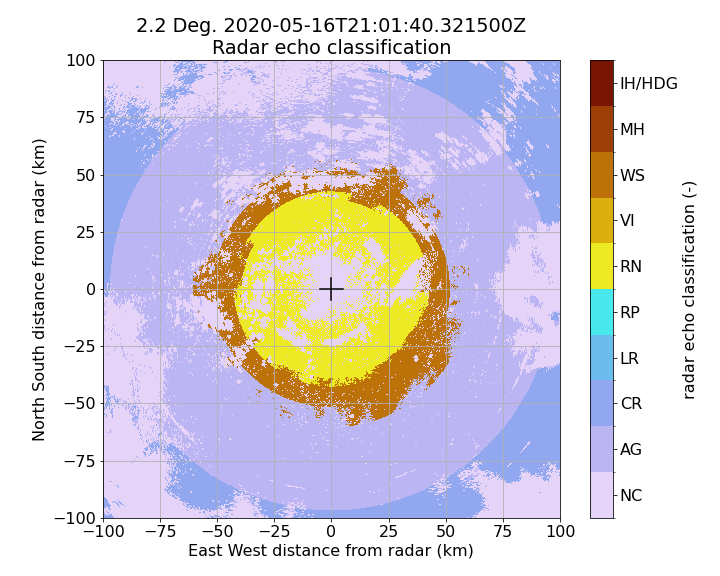 2.2 Deg. 2020-05-16T21:01:40.321500Z
Radar echo classification
100
75
50
25
0
−25
−50
−75
−100
North South distance from radar (km)
−100 −75 −50 −25 0 25 50 75 100
East West distance from radar (km)
IH/HDG
MH
WS
VI
RN
RP
LR
CR
AG
NC
radar echo classification (-)